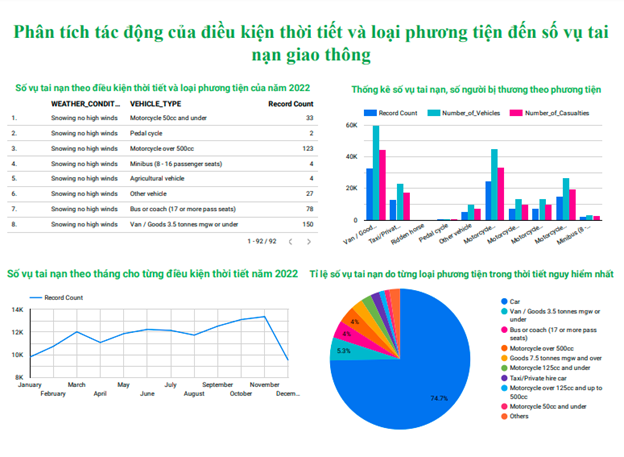 Phân tích tác động của điều kiện thời tiết và loại phương tiện đến số vụ tai
nạn giao thông
Số vụ tai nạn theo điều kiện thời tiết và loại phương tiện của năm 2022
WEATHER_CONDIT... VEHICLE_TYPE Record Count
1. Snowing no high winds Motorcycle 50cc and under 33
2. Snowing no high winds Pedal cycle 2
3. Snowing no high winds Motorcycle over 500cc 123
4. Snowing no high winds Minibus (8 - 16 passenger seats) 4
5. Snowing no high winds Agricultural vehicle 4
6. Snowing no high winds Other vehicle 27
7. Snowing no high winds Bus or coach (17 or more pass seats) 78
8. Snowing no high winds Van / Goods 3.5 tonnes mgw or under 150
1 - 92 / 92 < >
Thống kê số vụ tai nạn, số người bị thương theo phương tiện
Record Count Number_of_Vehicles Number_of_Casualties
60K
40K
20K
0
Van / Good...
Taxi/Privat...
Ridden horse
Pedal cycle
Other vehicle
Motorcycle...
Motorcycle...
Motorcycle...
Motorcycle...
Minibus (8 -...
Số vụ tai nạn theo tháng cho từng điều kiện thời tiết năm 2022
Record Count
14K
12K
10K
8K
January
February
March
April
May
June
July
August
September
October
November
Decem...
Tỉ lệ số vụ tai nạn do từng loại phương tiện trong thời tiết nguy hiểm nhất
74.7%
5.3%
4%
4%
Car
Van / Goods 3.5 tonnes mgw or
under
Bus or coach (17 or more pass
seats)
Motorcycle over 500cc
Goods 7.5 tonnes mgw and over
Motorcycle 125cc and under
Taxi/Private hire car
Motorcycle over 125cc and up to
500cc
Motorcycle 50cc and under
Others